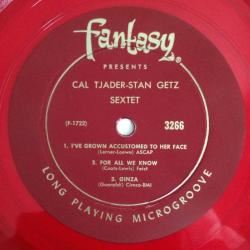 Fantasy®
PRESENTS
CAL TJADER-STAN GETZ
SEXTET
(F-1722) 3266
1. I'VE GROWN ACCUSTOMED TO HER FACE
(Lerner-Loewe) ASCAP
2. FOR ALL WE KNOW
(Coots-Lewis) Feist
3. GINZA
(Guaraldi) Cireco-BMI
LONG PLAYING MICROGROOVE